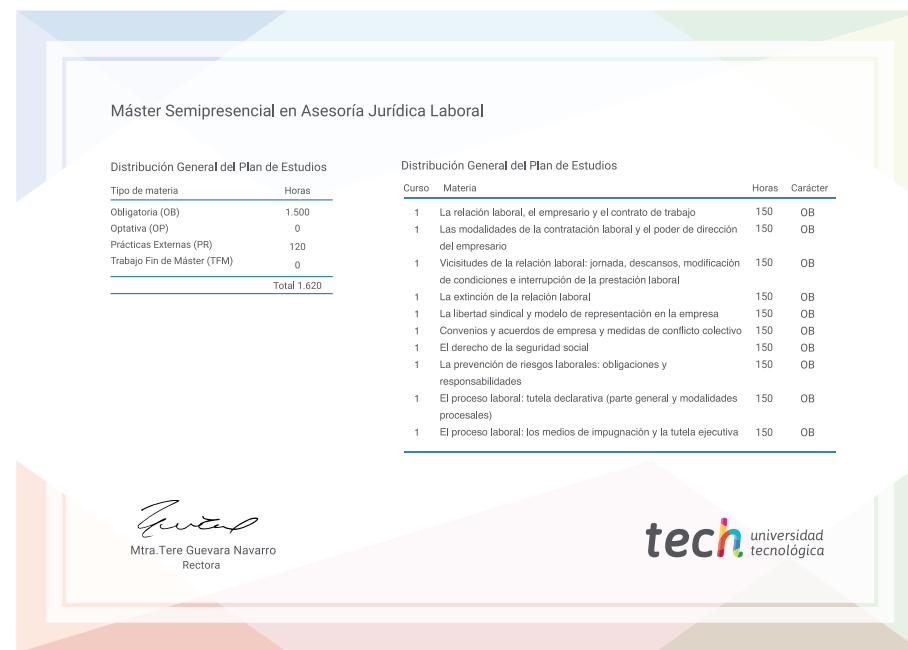 Máster Semipresencial en Asesoría Jurídica Laboral
Distribución General del Plan de Estudios
Tipo de materia Horas
Obligatoria (OB) 1.500
Optativa (OP) 0
Prácticas Externas (PR) 120
Trabajo Fin de Máster (TFM) 0
Total 1.620
Distribución General del Plan de Estudios
Curso Materia Horas Carácter
1 La relación laboral, el empresario y el contrato de trabajo 150 OB
1 Las modalidades de la contratación laboral y el poder de dirección 150 OB
del empresario
1 Vicisitudes de la relación laboral: jornada, descansos, modificación 150 OB
de condiciones e interrupción de la prestación laboral
1 La extinción de la relación laboral 150 OB
1 La libertad sindical y modelo de representación en la empresa 150 OB
1 Convenios y acuerdos de empresa y medidas de conflicto colectivo 150 OB
1 El derecho de la seguridad social 150 OB
1 La prevención de riesgos laborales: obligaciones y 150 OB
responsabilidades
1 El proceso laboral: tutela declarativa (parte general y modalidades 150 OB
procesales)
1 El proceso laboral: los medios de impugnación y la tutela ejecutiva 150 OB
Mtra.Tere Guevara Navarro
Rectora
tech universidad
tecnológica